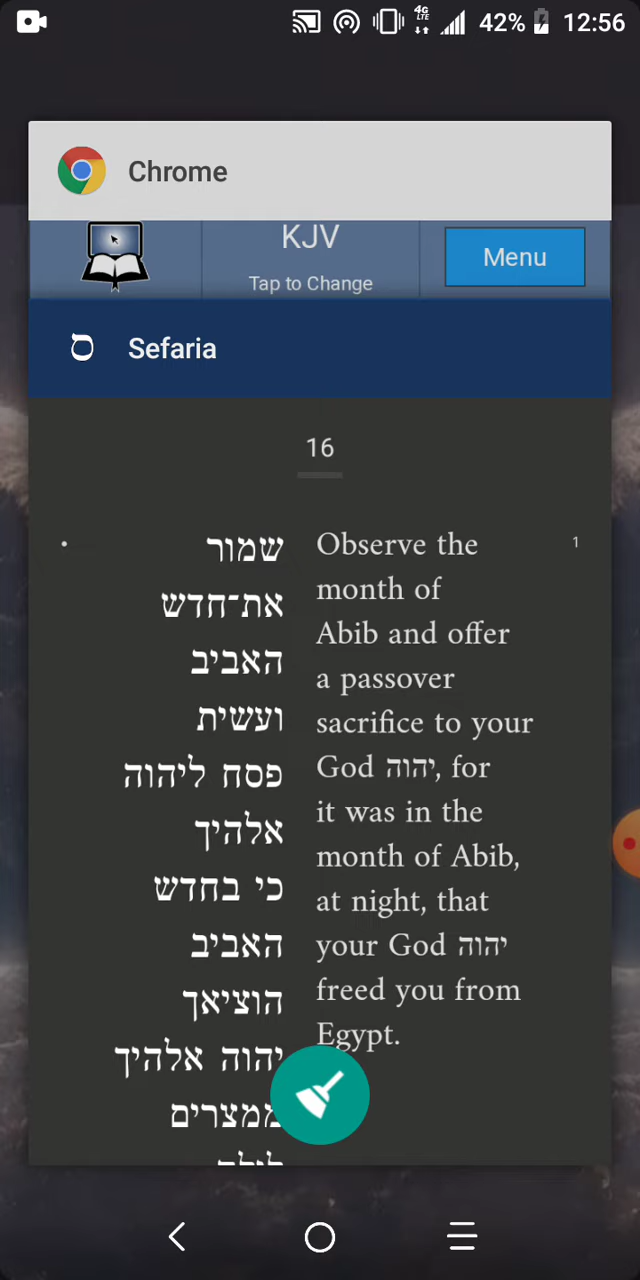 4G
LTE
42%
12:56
Chrome
KJV
Tap to Change
Menu
ס Sefaria
16
שמור
את־חדש
האביב
ועשית
פסח ליהוה
אלהיך
כי בחדש
האביב
הוציאך
יהוה אלהיך
ממצרים
לילה
Observe the
month of
Abib and offer
a passover
sacrifice to your
God יהוה, for
it was in the
month of Abib,
at night, that
your God יהוה
freed you from
Egypt.
1